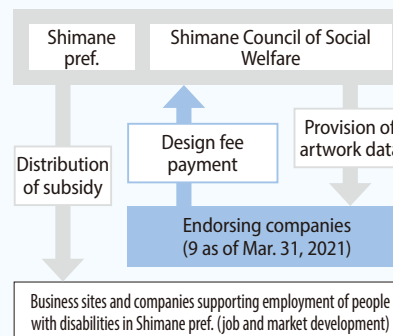 Shimane
pref.
Shimane Council of Social
Welfare
Distribution
of subsidy
Design fee
payment
Provision of
artwork data
Endorsing companies
(9 as of Mar. 31, 2021)
Business sites and companies supporting employment of people
with disabilities in Shimane pref. (job and market development)